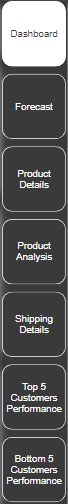 Dashboard
Forecast
Product
Details
Product
Analysis
Shipping
Details
Top 5
Customers
Performance
Bottom 5
Customers
Performance